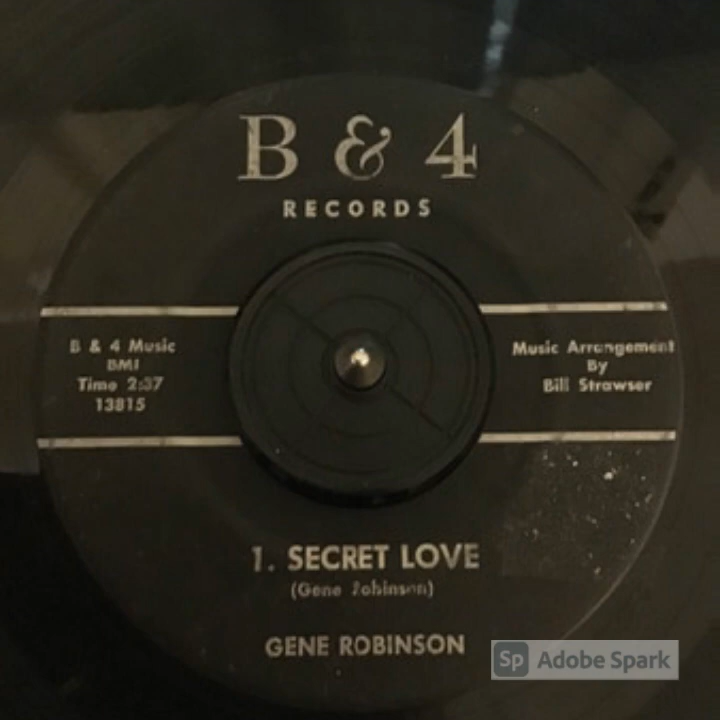 B & 4
RECORDS
B & 4 Music
BMI
Time 2:37
13815
Music Arrangement
By
Bill Strawser
1. SECRET LOVE
(Gene Robinson)
GENE ROBINSON
Sp Adobe Spark